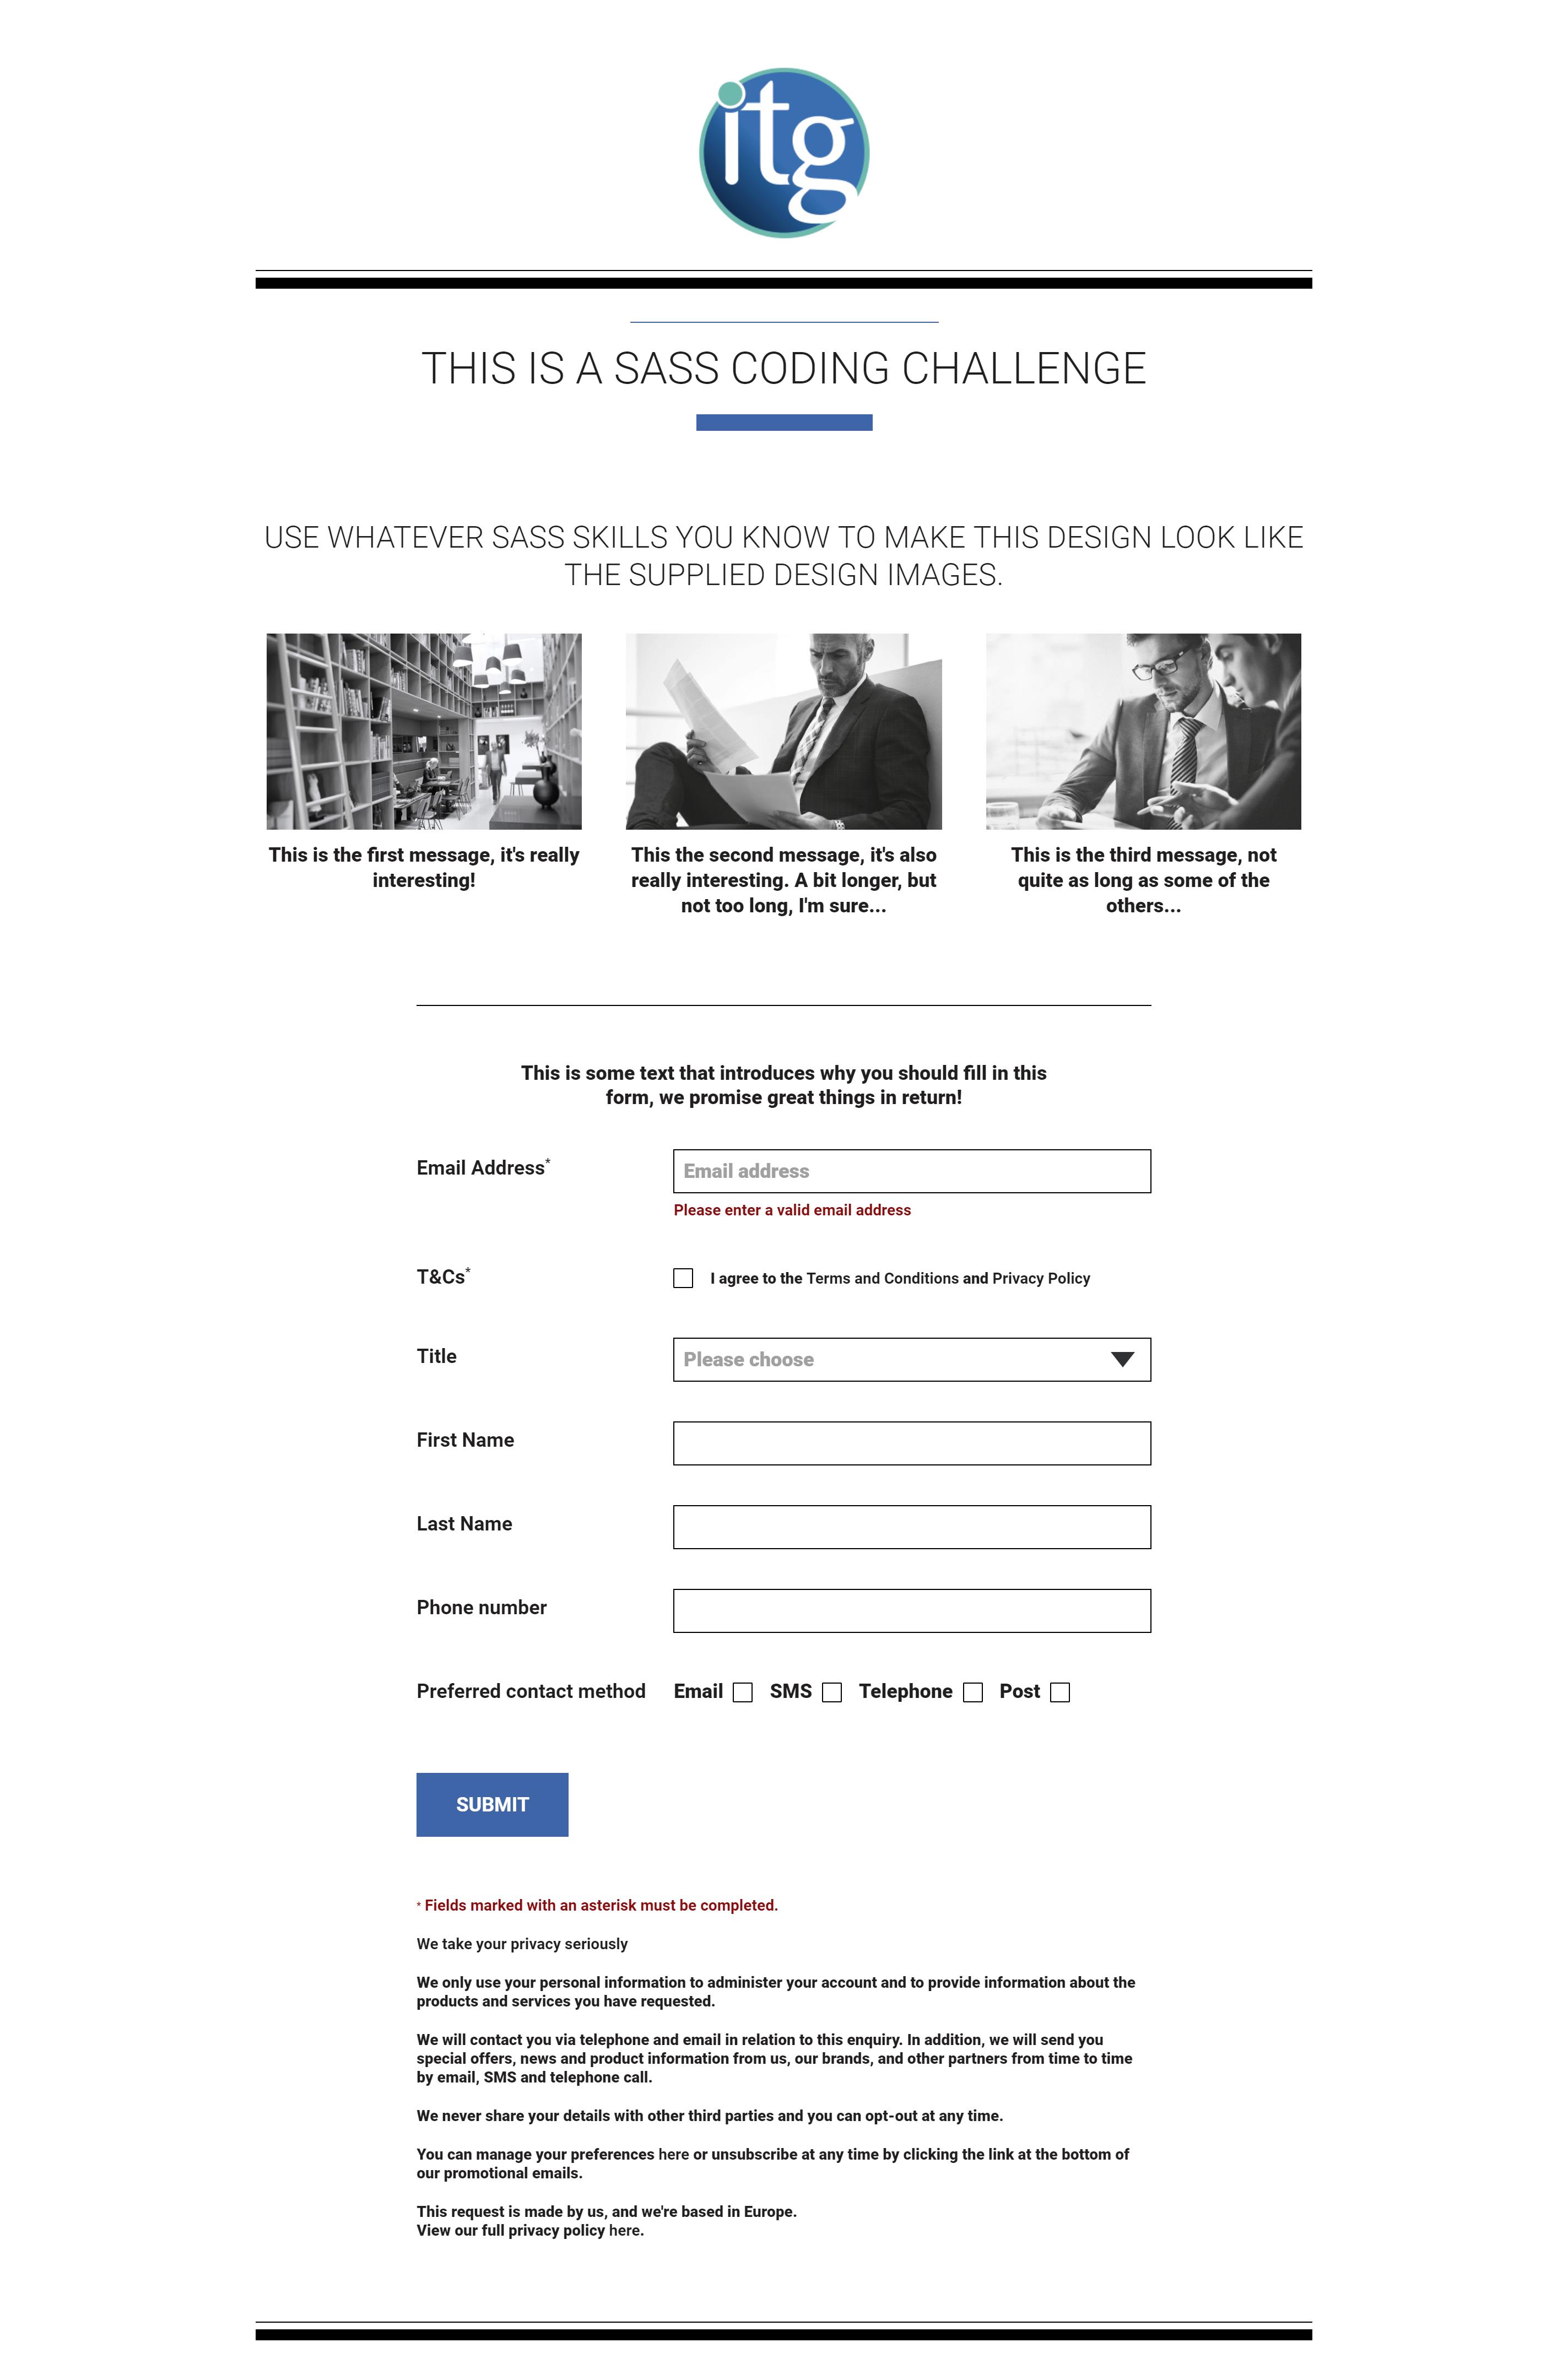 itg
THIS IS A SASS CODING CHALLENGE
USE WHATEVER SASS SKILLS YOU KNOW TO MAKE THIS DESIGN LOOK LIKE
THE SUPPLIED DESIGN IMAGES.
This is the first message, it's really
interesting!
This the second message, it's also
really interesting. A bit longer, but
not too long, I'm sure...
This is the third message, not
quite as long as some of the
others...
This is some text that introduces why you should fill in this
form, we promise great things in return!
Email Address*
Email address
Please enter a valid email address
T&Cs*
I agree to the Terms and Conditions and Privacy Policy
Title
Please choose
First Name
Last Name
Phone number
Preferred contact method Email SMS Telephone Post
SUBMIT
* Fields marked with an asterisk must be completed.
We take your privacy seriously
We only use your personal information to administer your account and to provide information about the
products and services you have requested.
We will contact you via telephone and email in relation to this enquiry. In addition, we will send you
special offers, news and product information from us, our brands, and other partners from time to time
by email, SMS and telephone call.
We never share your details with other third parties and you can opt-out at any time.
You can manage your preferences here or unsubscribe at any time by clicking the link at the bottom of
our promotional emails.
This request is made by us, and we're based in Europe.
View our full privacy policy here.